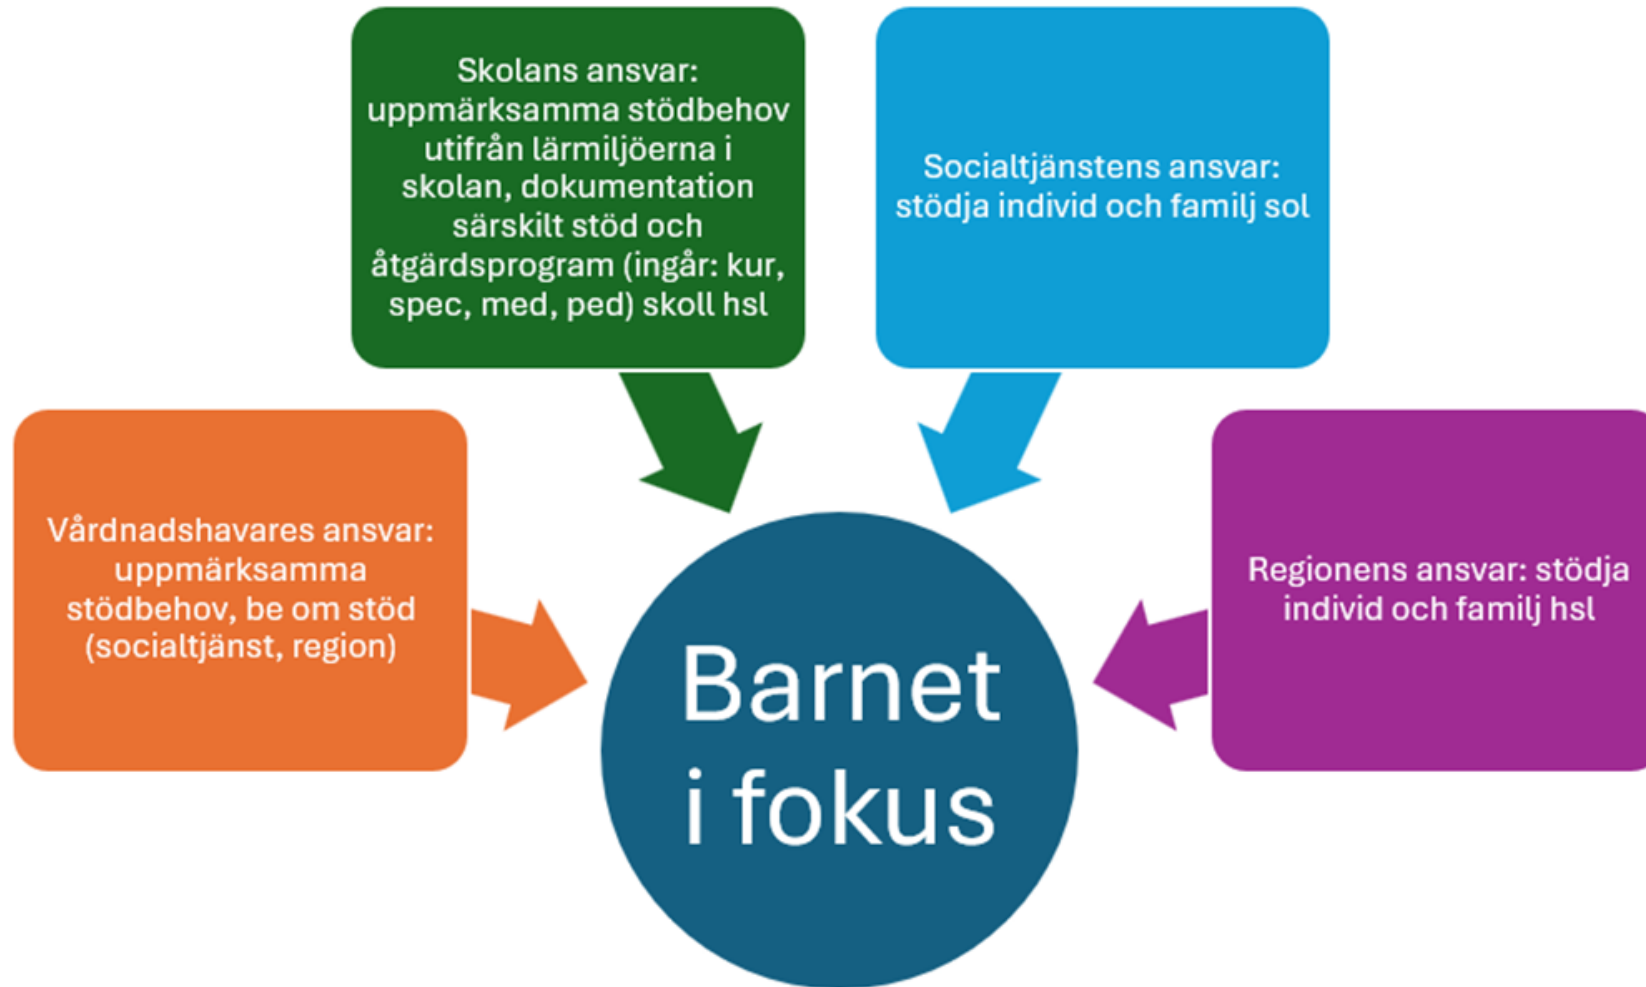 Skolans ansvar:
uppmärksamma stödbehov
utifrån lärmiljöerna i
skolan, dokumentation
särskilt stöd och
åtgärdsprogram (ingår: kur,
spec, med, ped) skoll hsl
Socialtjänstens ansvar:
stödja individ och familj sol
Vårdnadshavares ansvar:
uppmärksamma
stödbehov, be om stöd
(socialtjänst, region)
Regionens ansvar: stödja
individ och familj hsl
Barnet
i fokus